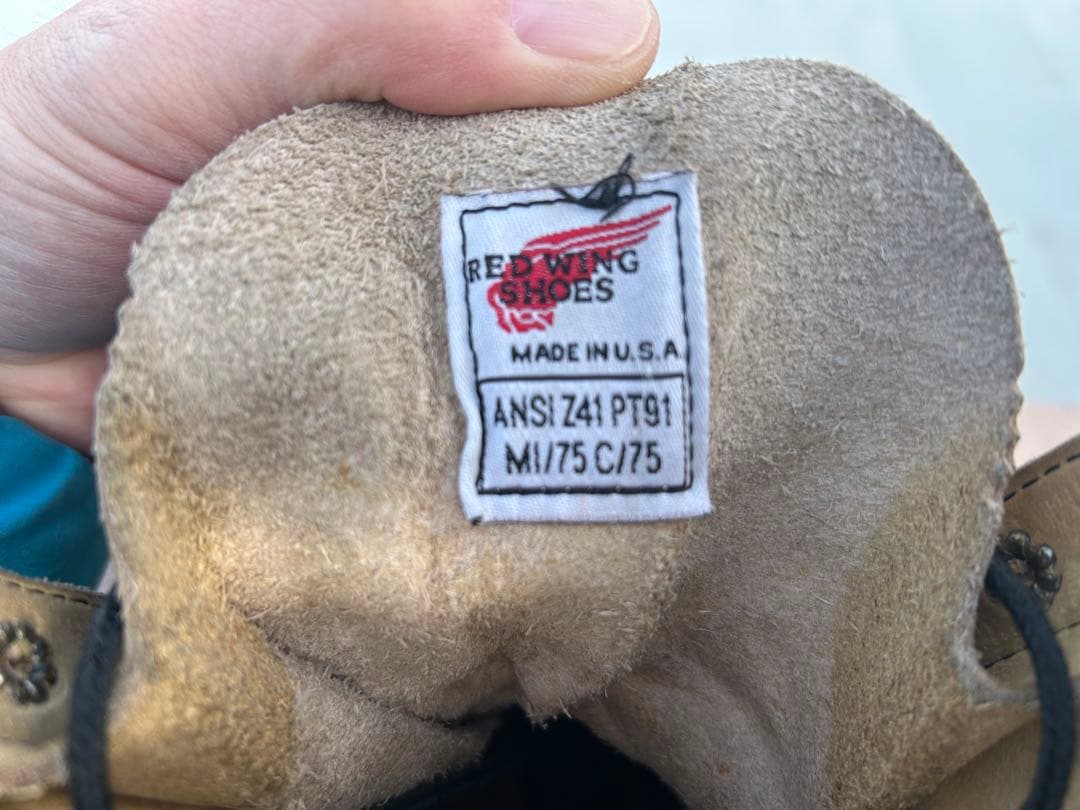 RED WING
SHOES
MADE IN U.S.A
ANSI Z41 PT91
MI/75 C/75